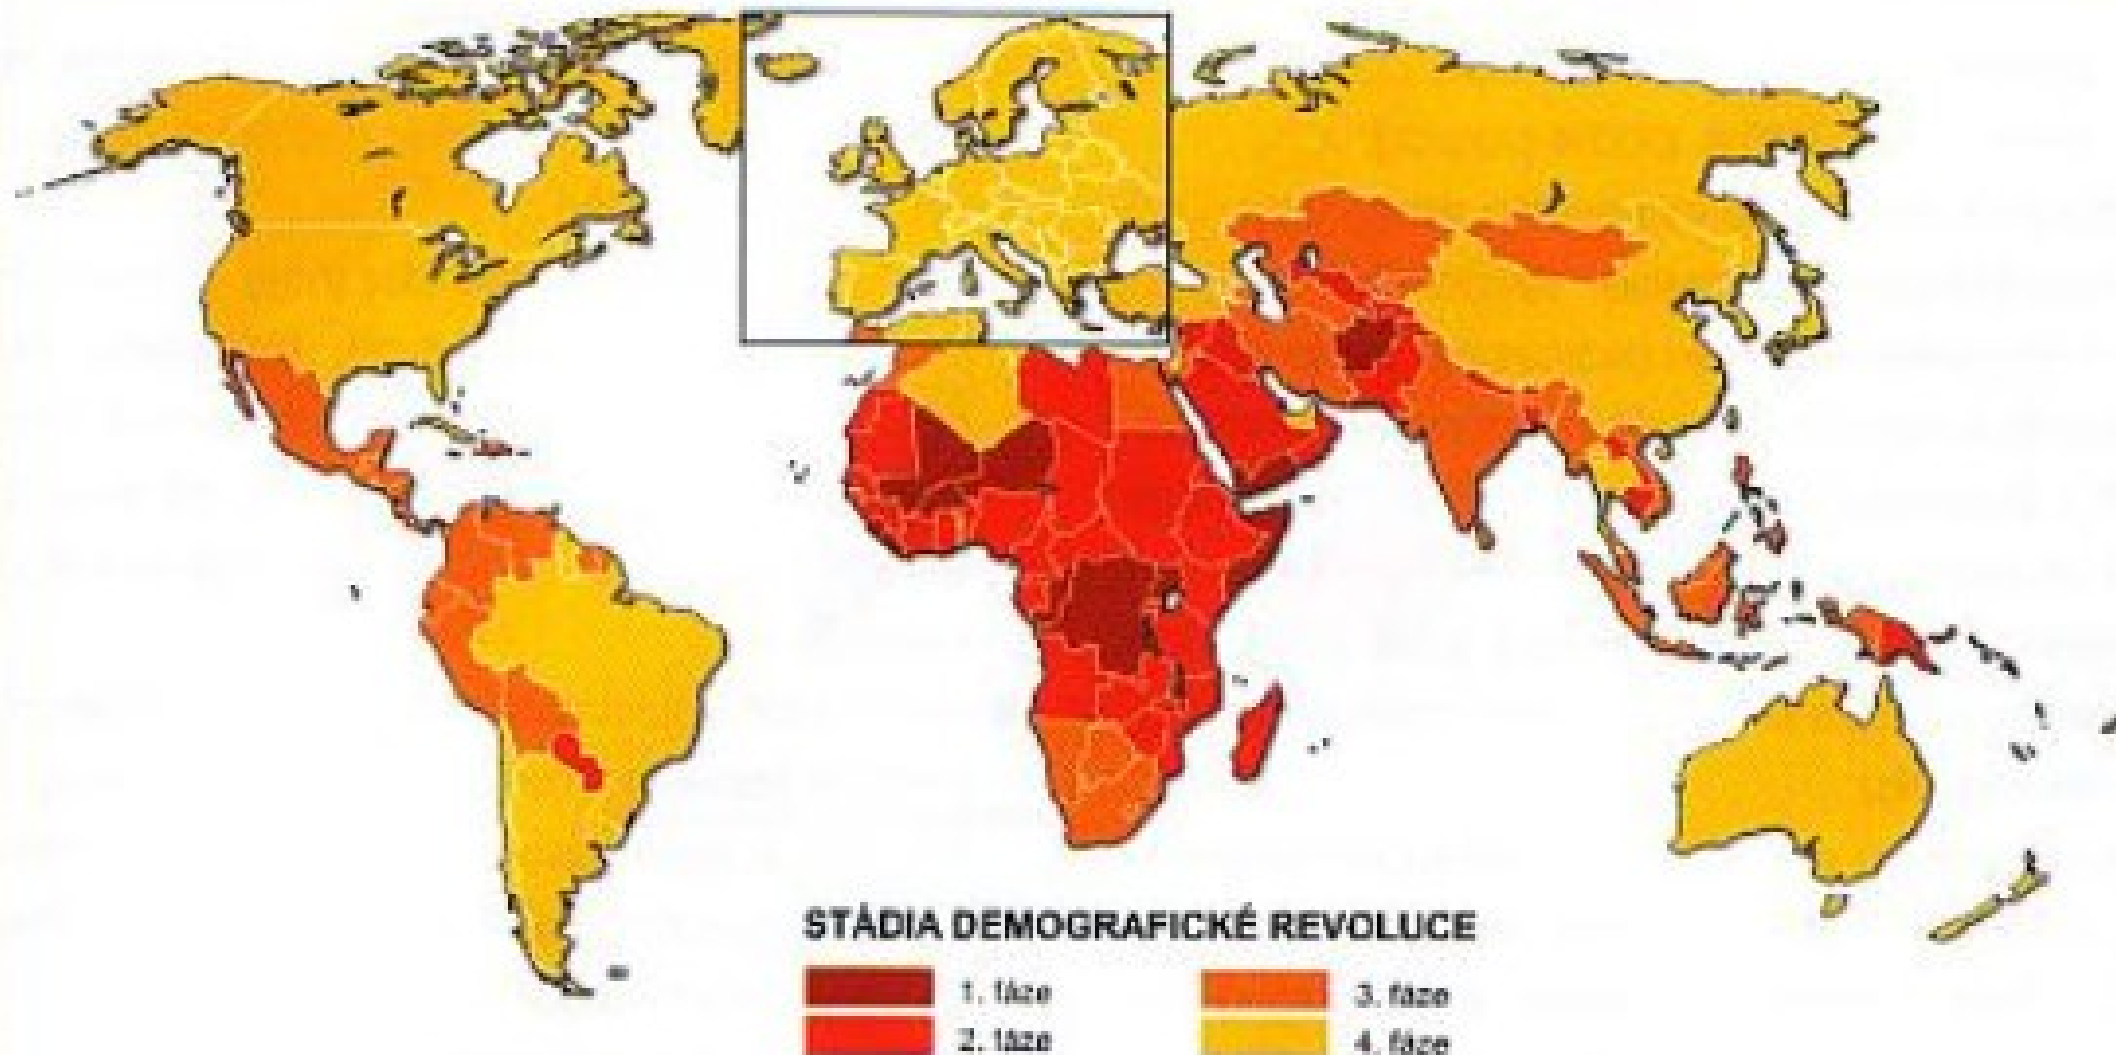 STÁDIA DEMOGRAFICKÉ REVOLUCE
1. fáze
3. fáze
2. fáze
4. fáze